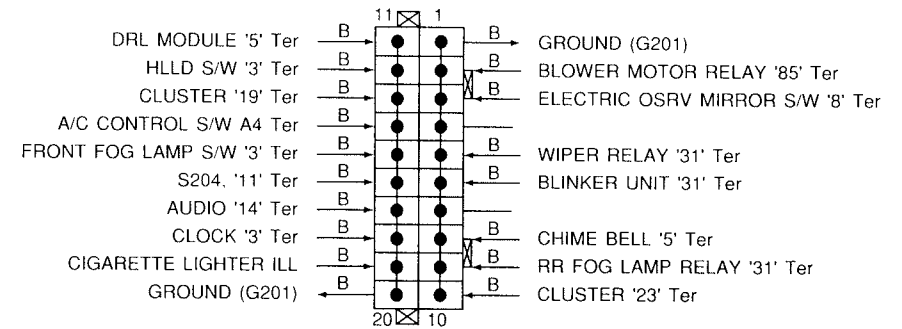 11 1
DRL MODULE '5' Ter B B GROUND (G201)
HLLD S/W '3' Ter B B BLOWER MOTOR RELAY '85' Ter
CLUSTER '19' Ter B B ELECTRIC OSRV MIRROR S/W '8' Ter
A/C CONTROL S/W A4 Ter B
FRONT FOG LAMP S/W '3' Ter B B WIPER RELAY '31' Ter
S204. '11' Ter B B BLINKER UNIT '31' Ter
AUDIO '14' Ter B
CLOCK '3' Ter B B CHIME BELL '5' Ter
CIGARETTE LIGHTER ILL B B RR FOG LAMP RELAY '31' Ter
GROUND (G201) B B CLUSTER '23' Ter
20 10